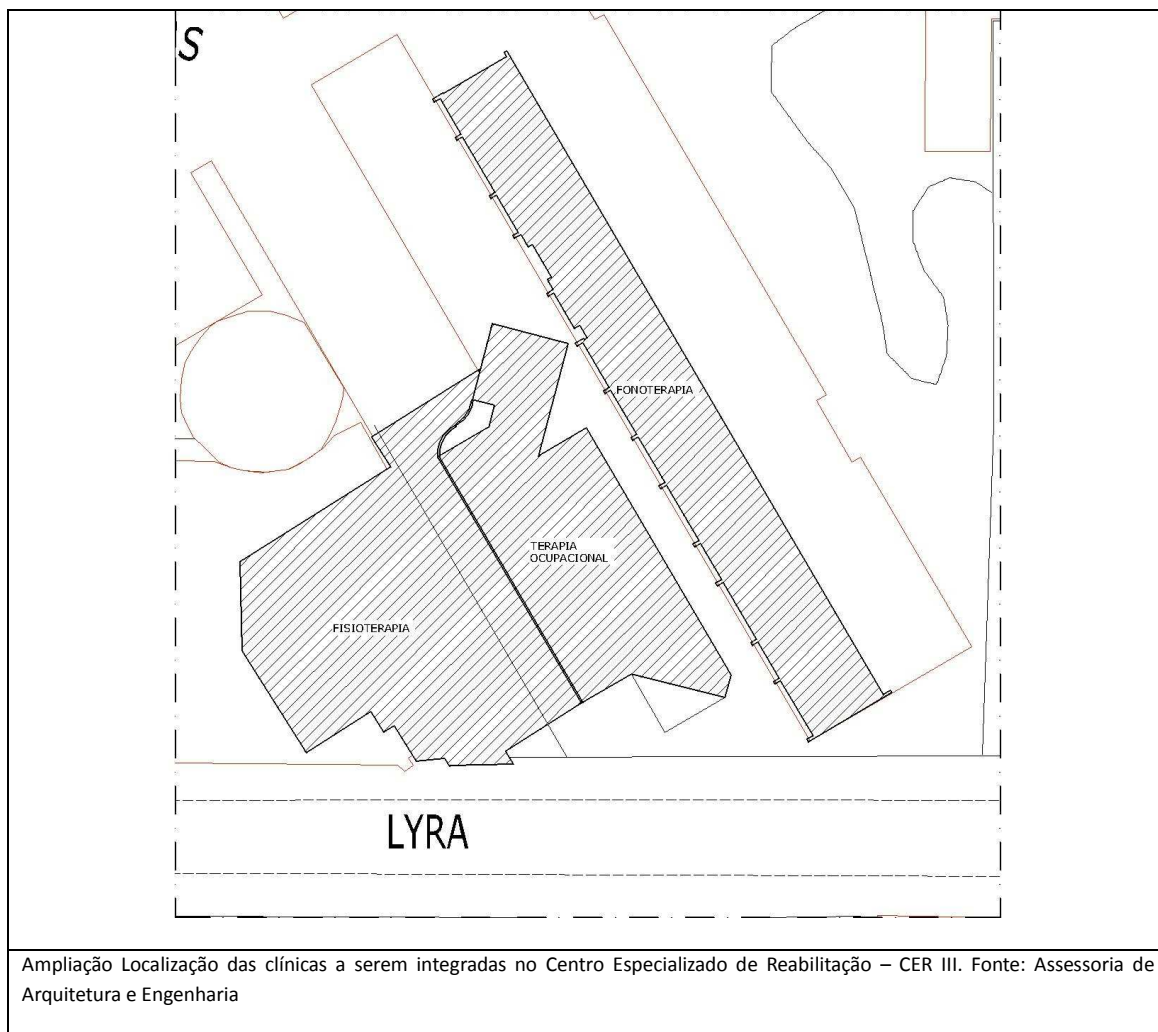 S
FONOTERAPIA
TERAPIA
OCUPACIONAL
FISIOTERAPIA
LYRA
Ampliação Localização das clínicas a serem integradas no Centro Especializado de Reabilitação – CER III. Fonte: Assessoria de
Arquitetura e Engenharia